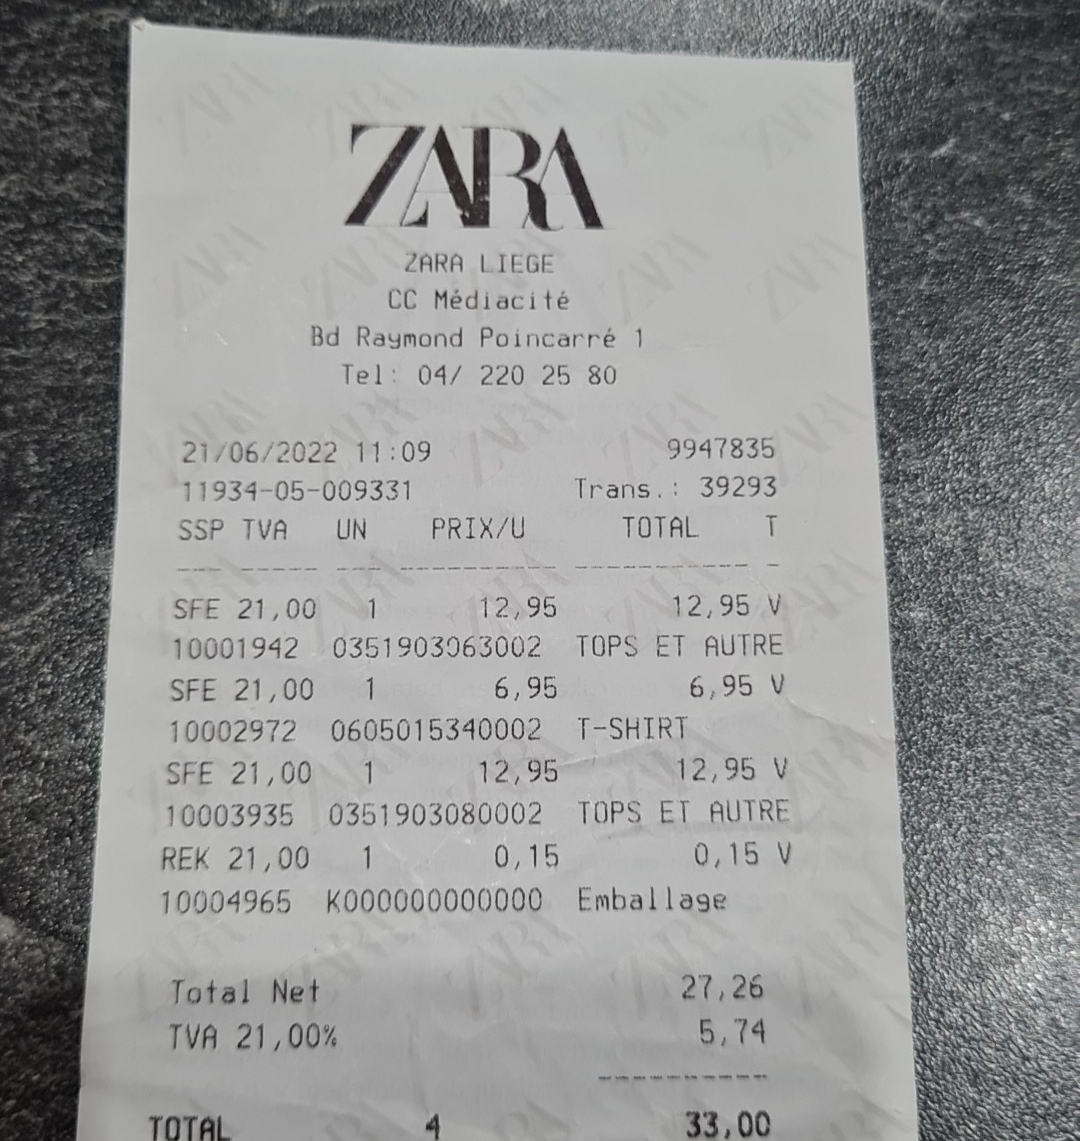 ZARA
ZARA LIEGE
CC Médiacité
Bd Raymond Poincarré 1
Tel: 04/ 220 25 80
21/06/2022 11:09 9947835
11934-05-009331 Trans.: 39293
SSP TVA UN PRIX/U TOTAL T
SFE 21,00 1 12,95 12,95 V
10001942 0351903063002 TOPS ET AUTRE
SFE 21,00 1 6,95 6,95 V
10002972 0605015340002 T-SHIRT
SFE 21,00 1 12,95 12,95 V
10003935 0351903080002 TOPS ET AUTRE
REK 21,00 1 0,15 0,15 V
10004965 K000000000000 Emballage
Total Net 27,26
TVA 21,00% 5,74
TOTAL 4 33,00